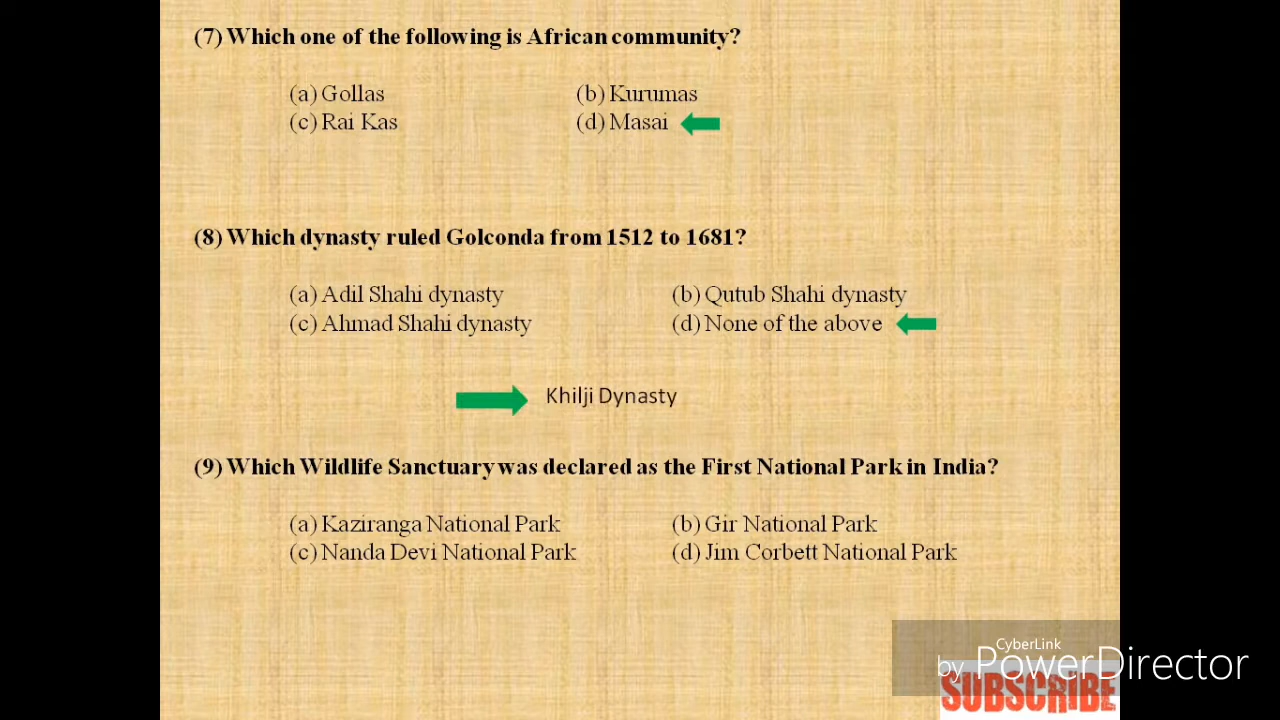 (7) Which one of the following is African community?
(a) Gollas (b) Kurumas
(c) Rai Kas (d) Masai
(8) Which dynasty ruled Golconda from 1512 to 1681?
(a) Adil Shahi dynasty (b) Qutub Shahi dynasty
(c) Ahmad Shahi dynasty (d) None of the above
Khilji Dynasty
(9) Which Wildlife Sanctuary was declared as the First National Park in India?
(a) Kaziranga National Park (b) Gir National Park
(c) Nanda Devi National Park (d) Jim Corbett National Park
CyberLink
by PowerDirector
SUBSCRIBE